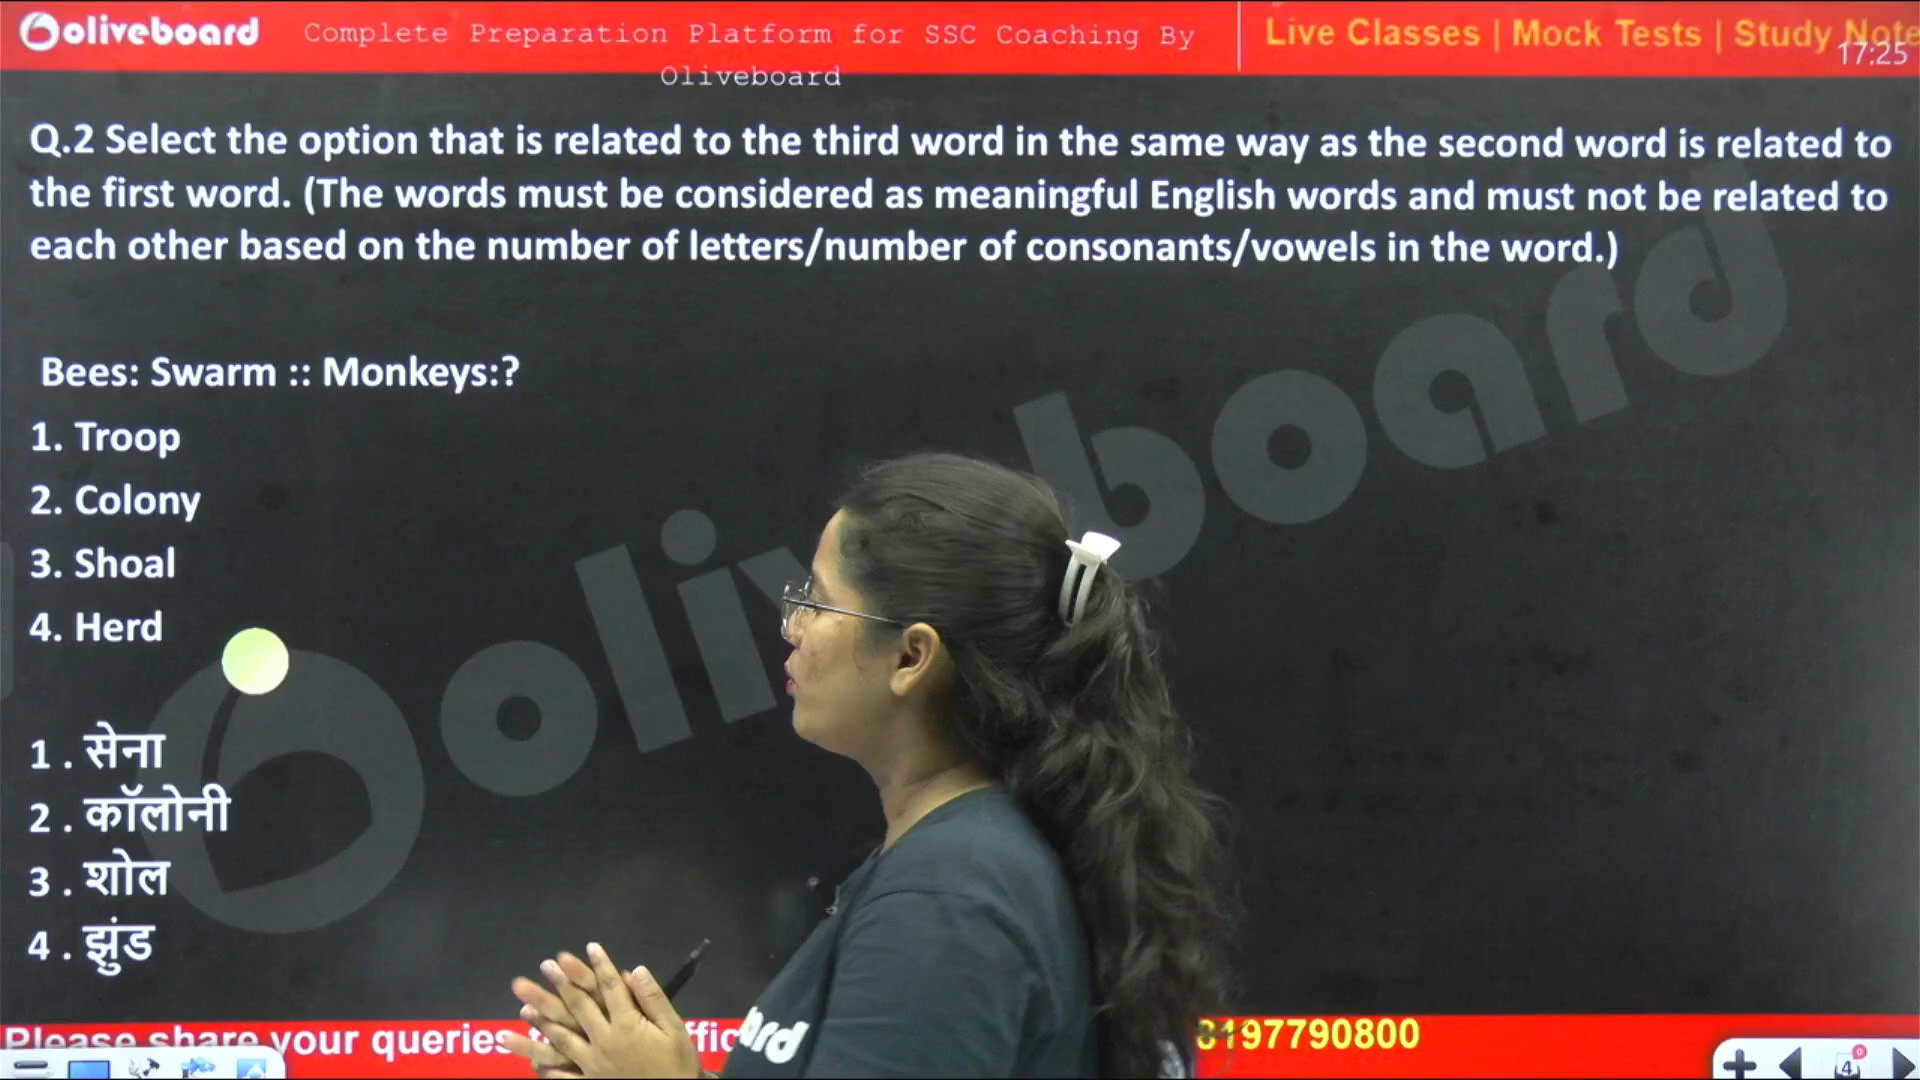 oliveboard
Complete Preparation Platform for SSC Coaching By
Oliveboard
Live Classes | Mock Tests | Study Note
17:25
Q.2 Select the option that is related to the third word in the same way as the second word is related to
the first word. (The words must be considered as meaningful English words and must not be related to
each other based on the number of letters/number of consonants/vowels in the word.)
Bees: Swarm :: Monkeys:?
1. Troop
2. Colony
3. Shoal
4. Herd
oliveboard
1 . सेना
2 . कॉलोनी
3 . शोल
4 . झुंड
Please share your queries
8197790800
4
0